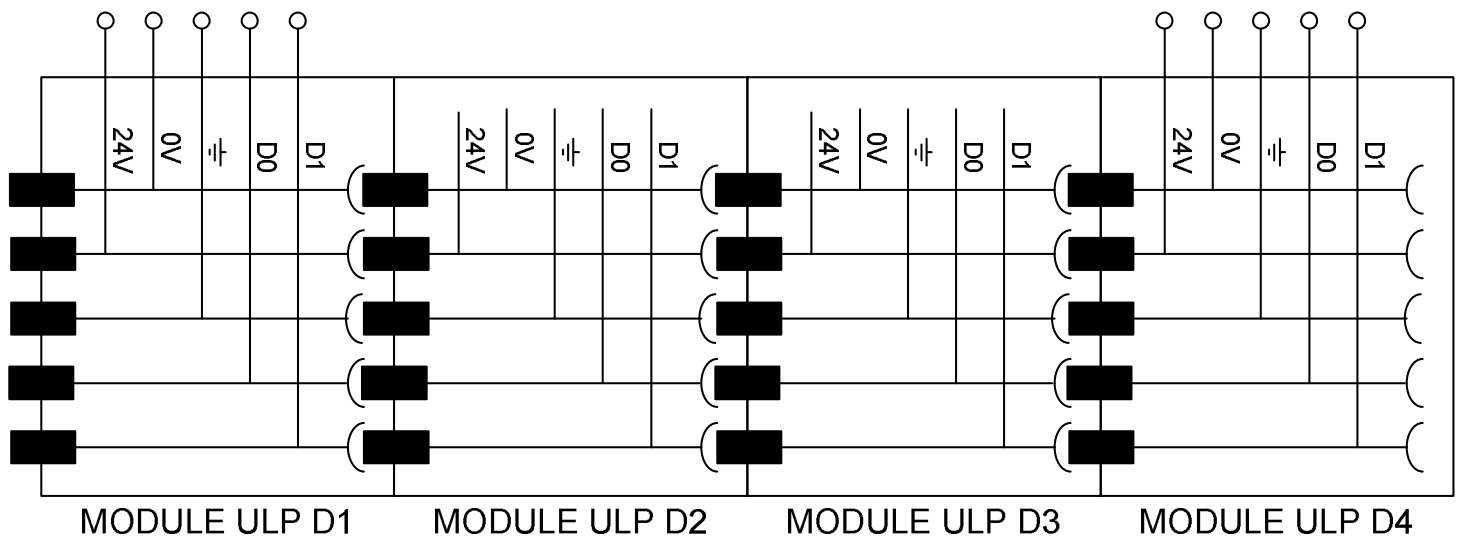 24V 0V D0 D1
24V 0V D0 D1
24V 0V D0 D1
24V 0V D0 D1
MODULE ULP D1
MODULE ULP D2
MODULE ULP D3
MODULE ULP D4